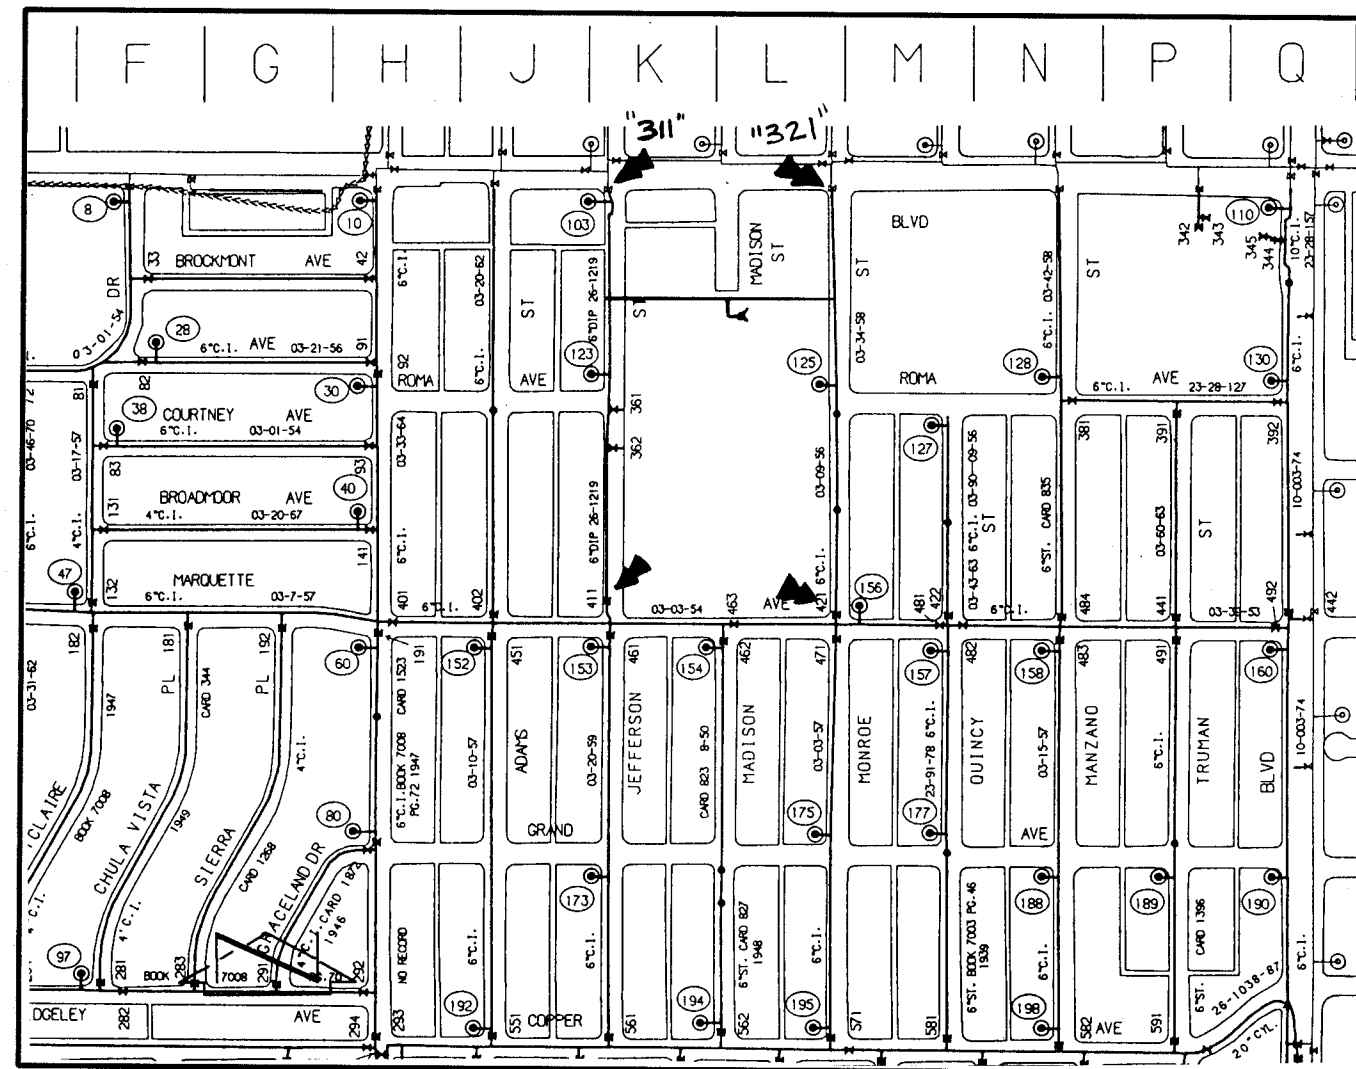 F G H J K L M N P Q
"311" "321"
8
10
103
110
342
343
345
344
10"C.I.
23-28-157
33 BROCKMONT AVE 42
6"C.I.
03-20-62
6"DIP 26-1219
MADISON ST
BLVD
ST
6"C.I. 03-42-58
ST
DR
03-01-54
28
6"C.I. AVE 03-21-56 91
92
ROMA
6"C.I.
ST
AVE
123
ST
125
03-34-58
ROMA
128
6"C.I. AVE 23-28-127
130
6"C.I.
72
81
82
30
38
COURTNEY AVE
6"C.I. 03-01-54
361
362
127
381
391
392
03-46-70
03-17-57
83
93
03-33-64
03-09-56
6"C.I. 03-90-09-56
ST
6"ST. CARD 835
03-60-63
ST
10-003-74
131
BROADMOOR AVE
4"C.I. 03-20-67
40
6"C.I.
4"C.I.
6"C.I.
6"DIP 26-1219
6"C.I.
03-43-63
47
132
MARQUETTE
6"C.I. 03-7-57
141
401
6"C.I.
402
411
03-03-54
463
AVE
421
156
481
422
6"C.I.
484
441
03-39-53
492
442
182
181
192
60
191
152
451
153
461
154
462
471
157
482
158
483
491
160
03-31-62
1947
PL
CARD 344
PL
4"C.I.
6"C.I. BOOK 7008 CARD 1523
PG.72 1947
03-10-57
ADAMS
03-20-59
JEFFERSON
CARD 823 8-50
MADISON
03-03-57
MONROE
23-91-78 6"C.I.
QUINCY
03-15-57
MANZANO
6"C.I.
TRUMAN
BLVD
10-003-74
CLAIRE
BOOK 7008
CHULA VISTA
1949
SIERRA
CARD 1268
GRACELAND DR
80
GRAND
175
177
AVE
4"C.I.
CARD 1872
1946
173
188
189
190
97
281
BOOK
283
7008
291
292
NO RECORD
6"C.I.
6"C.I.
6"ST. CARD 827
1948
6"C.I.
6"ST. BOOK 7003 PG.46
1939
6"C.I.
CARD 1396
6"ST.
26-1038-87
6"C.I.
DGELEY
282
AVE
294
293
192
551
COPPER
561
194
562
195
571
581
198
582
AVE
591
20" CYL.